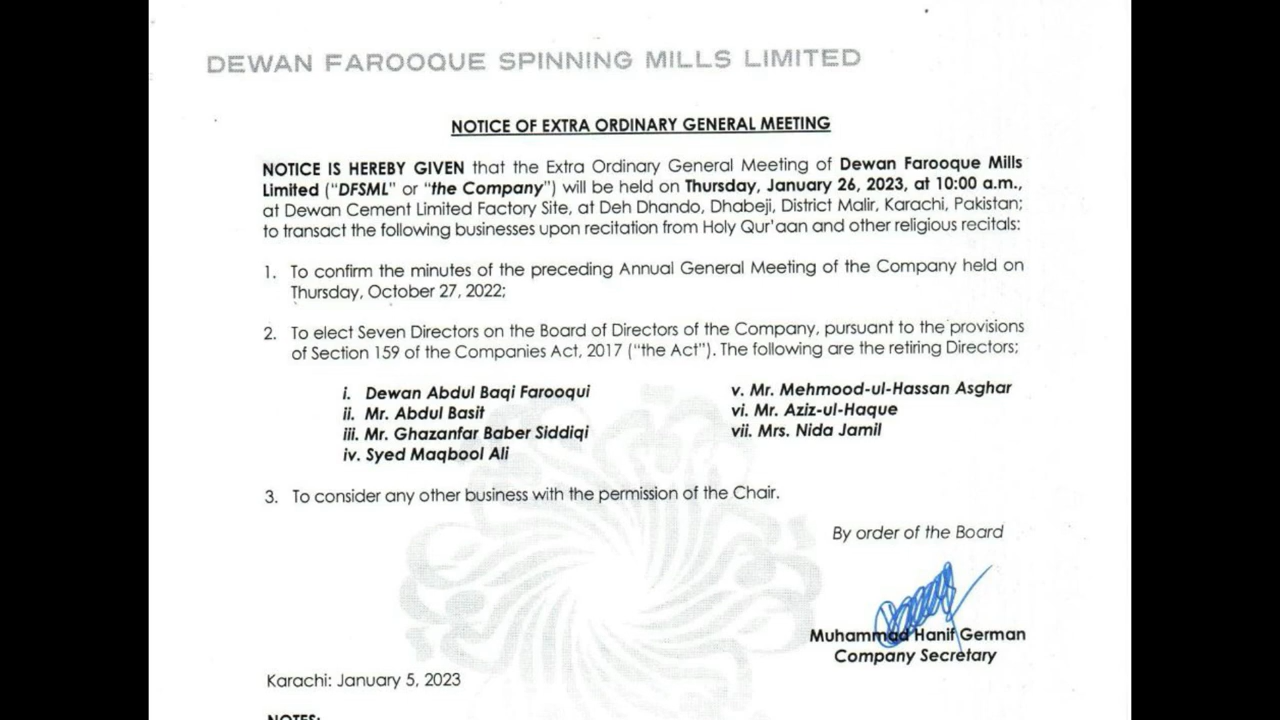 DEWAN FAROOQUE SPINNING MILLS LIMITED
NOTICE OF EXTRA ORDINARY GENERAL MEETING
NOTICE IS HEREBY GIVEN that the Extra Ordinary General Meeting of Dewan Farooque Mills
Limited ("DFSML" or "the Company") will be held on Thursday, January 26, 2023, at 10:00 a.m.,
at Dewan Cement Limited Factory Site, at Deh Dhando, Dhabeji, District Malir, Karachi, Pakistan;
to transact the following businesses upon recitation from Holy Qur'aan and other religious recitals:
1. To confirm the minutes of the preceding Annual General Meeting of the Company held on
Thursday, October 27, 2022;
2. To elect Seven Directors on the Board of Directors of the Company, pursuant to the provisions
of Section 159 of the Companies Act, 2017 ("the Act"). The following are the retiring Directors;
i. Dewan Abdul Baqi Farooqui
ii. Mr. Abdul Basit
iii. Mr. Ghazanfar Baber Siddiqi
iv. Syed Maqbool Ali
v. Mr. Mehmood-ul-Hassan Asghar
vi. Mr. Aziz-ul-Haque
vii. Mrs. Nida Jamil
3. To consider any other business with the permission of the Chair.
By order of the Board
Muhammad Hanif German
Company Secretary
Karachi: January 5, 2023
NOTES: